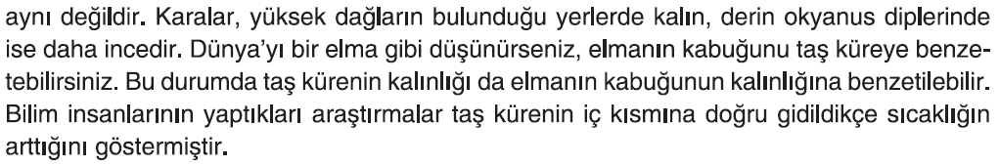 aynı değildir. Karalar, yüksek dağların bulunduğu yerlerde kalın, derin okyanus diplerinde
ise daha incedir. Dünya’yı bir elma gibi düşünürseniz, elmanın kabuğunu taş küreye benze-
tebilirsiniz. Bu durumda taş kürenin kalınlığı da elmanın kabuğunun kalınlığına benzetilebilir.
Bilim insanlarının yaptıkları araştırmalar taş kürenin iç kısmına doğru gidildikçe sıcaklığın
arttığını göstermiştir.